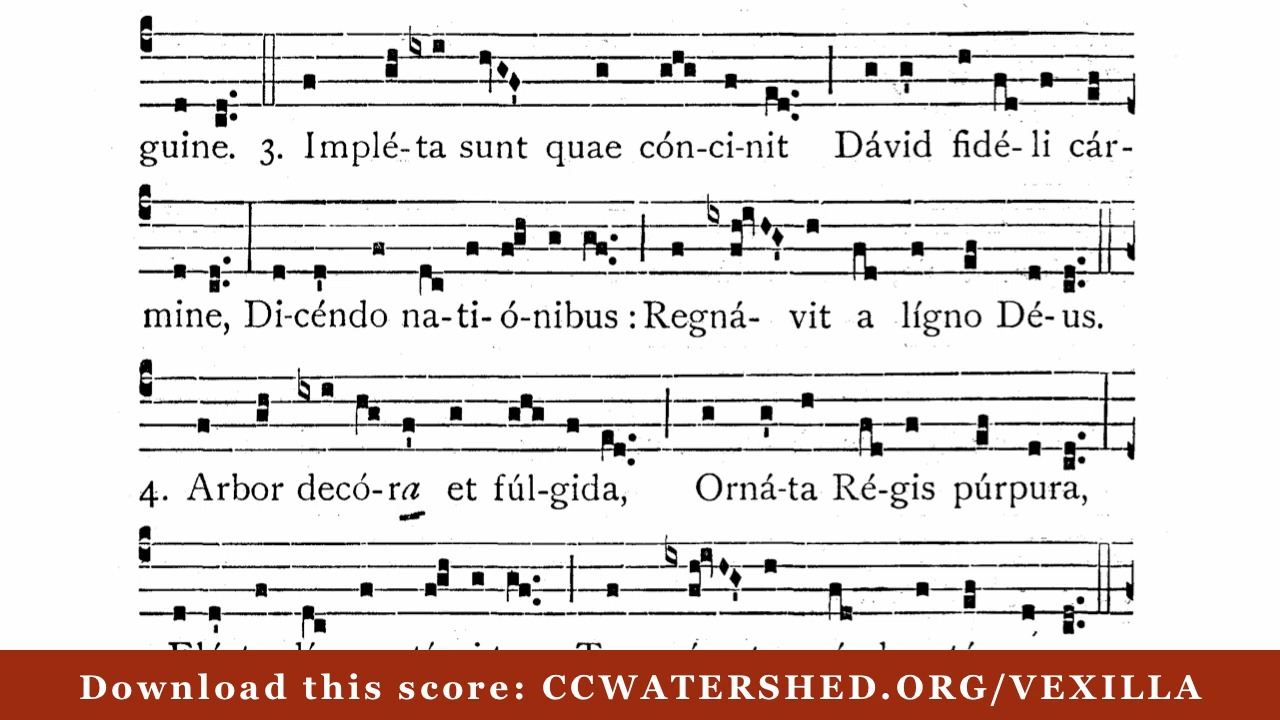 guine. 3. Implé-ta sunt quae cón-ci-nit Dávid fidé-li cár-
mine, Di-céndo na-ti-ó-nibus : Regná- vit a lígno Dé-us.
4. Arbor decó-ra et fúl-gida, Orná-ta Ré-gis púrpura,
Download this score: CCWATERSHED.ORG/VEXILLA